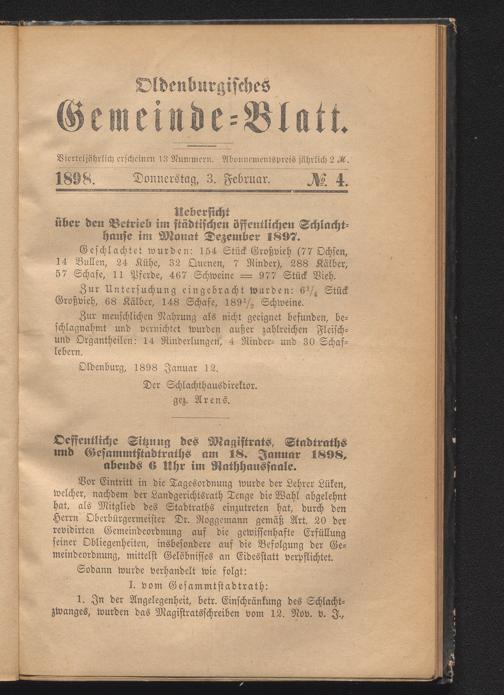 Oldenburgisches
Gemeinde=Blatt.
Vierteljährlich erscheinen 13 Nummern. Abonnementspreis jährlich 2 ℳ.
1898. Donnerstag, 3. Februar. № 4.
Uebersicht
über den Betrieb im städtischen öffentlichen Schlacht-
hause im Monat Dezember 1897.
Geschlachtet wurden: 154 Stück Großvieh (77 Ochsen,
14 Bullen, 24 Kühe, 32 Quenen, 7 Rinder), 288 Kälber,
57 Schafe, 11 Pferde, 467 Schweine = 977 Stück Vieh.
Zur Untersuchung eingebracht wurden: 6¼ Stück
Großvieh, 68 Kälber, 148 Schafe, 189½ Schweine.
Zur menschlichen Nahrung als nicht geeignet befunden, be-
schlagnahmt und vernichtet wurden außer zahlreichen Fleisch-
und Organtheilen: 14 Rinderlungen, 4 Rinder- und 30 Schaf-
lebern.
Oldenburg, 1898 Januar 12.
Der Schlachthausdirektor.
gez. Arens.
Oeffentliche Sitzung des Magistrats, Stadtraths
und Gesammtstadtraths am 18. Januar 1898,
abends 6 Uhr im Rathhaussaale.
Vor Eintritt in die Tagesordnung wurde der Lehrer Lüken,
welcher, nachdem der Landgerichtsrath Tenge die Wahl abgelehnt
hat, als Mitglied des Stadtraths einzutreten hat, durch den
Herrn Oberbürgermeister Dr. Roggemann gemäß Art. 20 der
revidirten Gemeindeordnung auf die gewissenhafte Erfüllung
seiner Obliegenheiten, insbesondere auf die Befolgung der Ge-
meindeordnung, mittelst Gelöbnisses an Eidesstatt verpflichtet.
Sodann wurde verhandelt wie folgt:
I. vom Gesammtstadtrath:
1. In der Angelegenheit, betr. Einschränkung des Schlacht-
zwanges, wurden das Magistratsschreiben vom 12. Nov. v. J.,